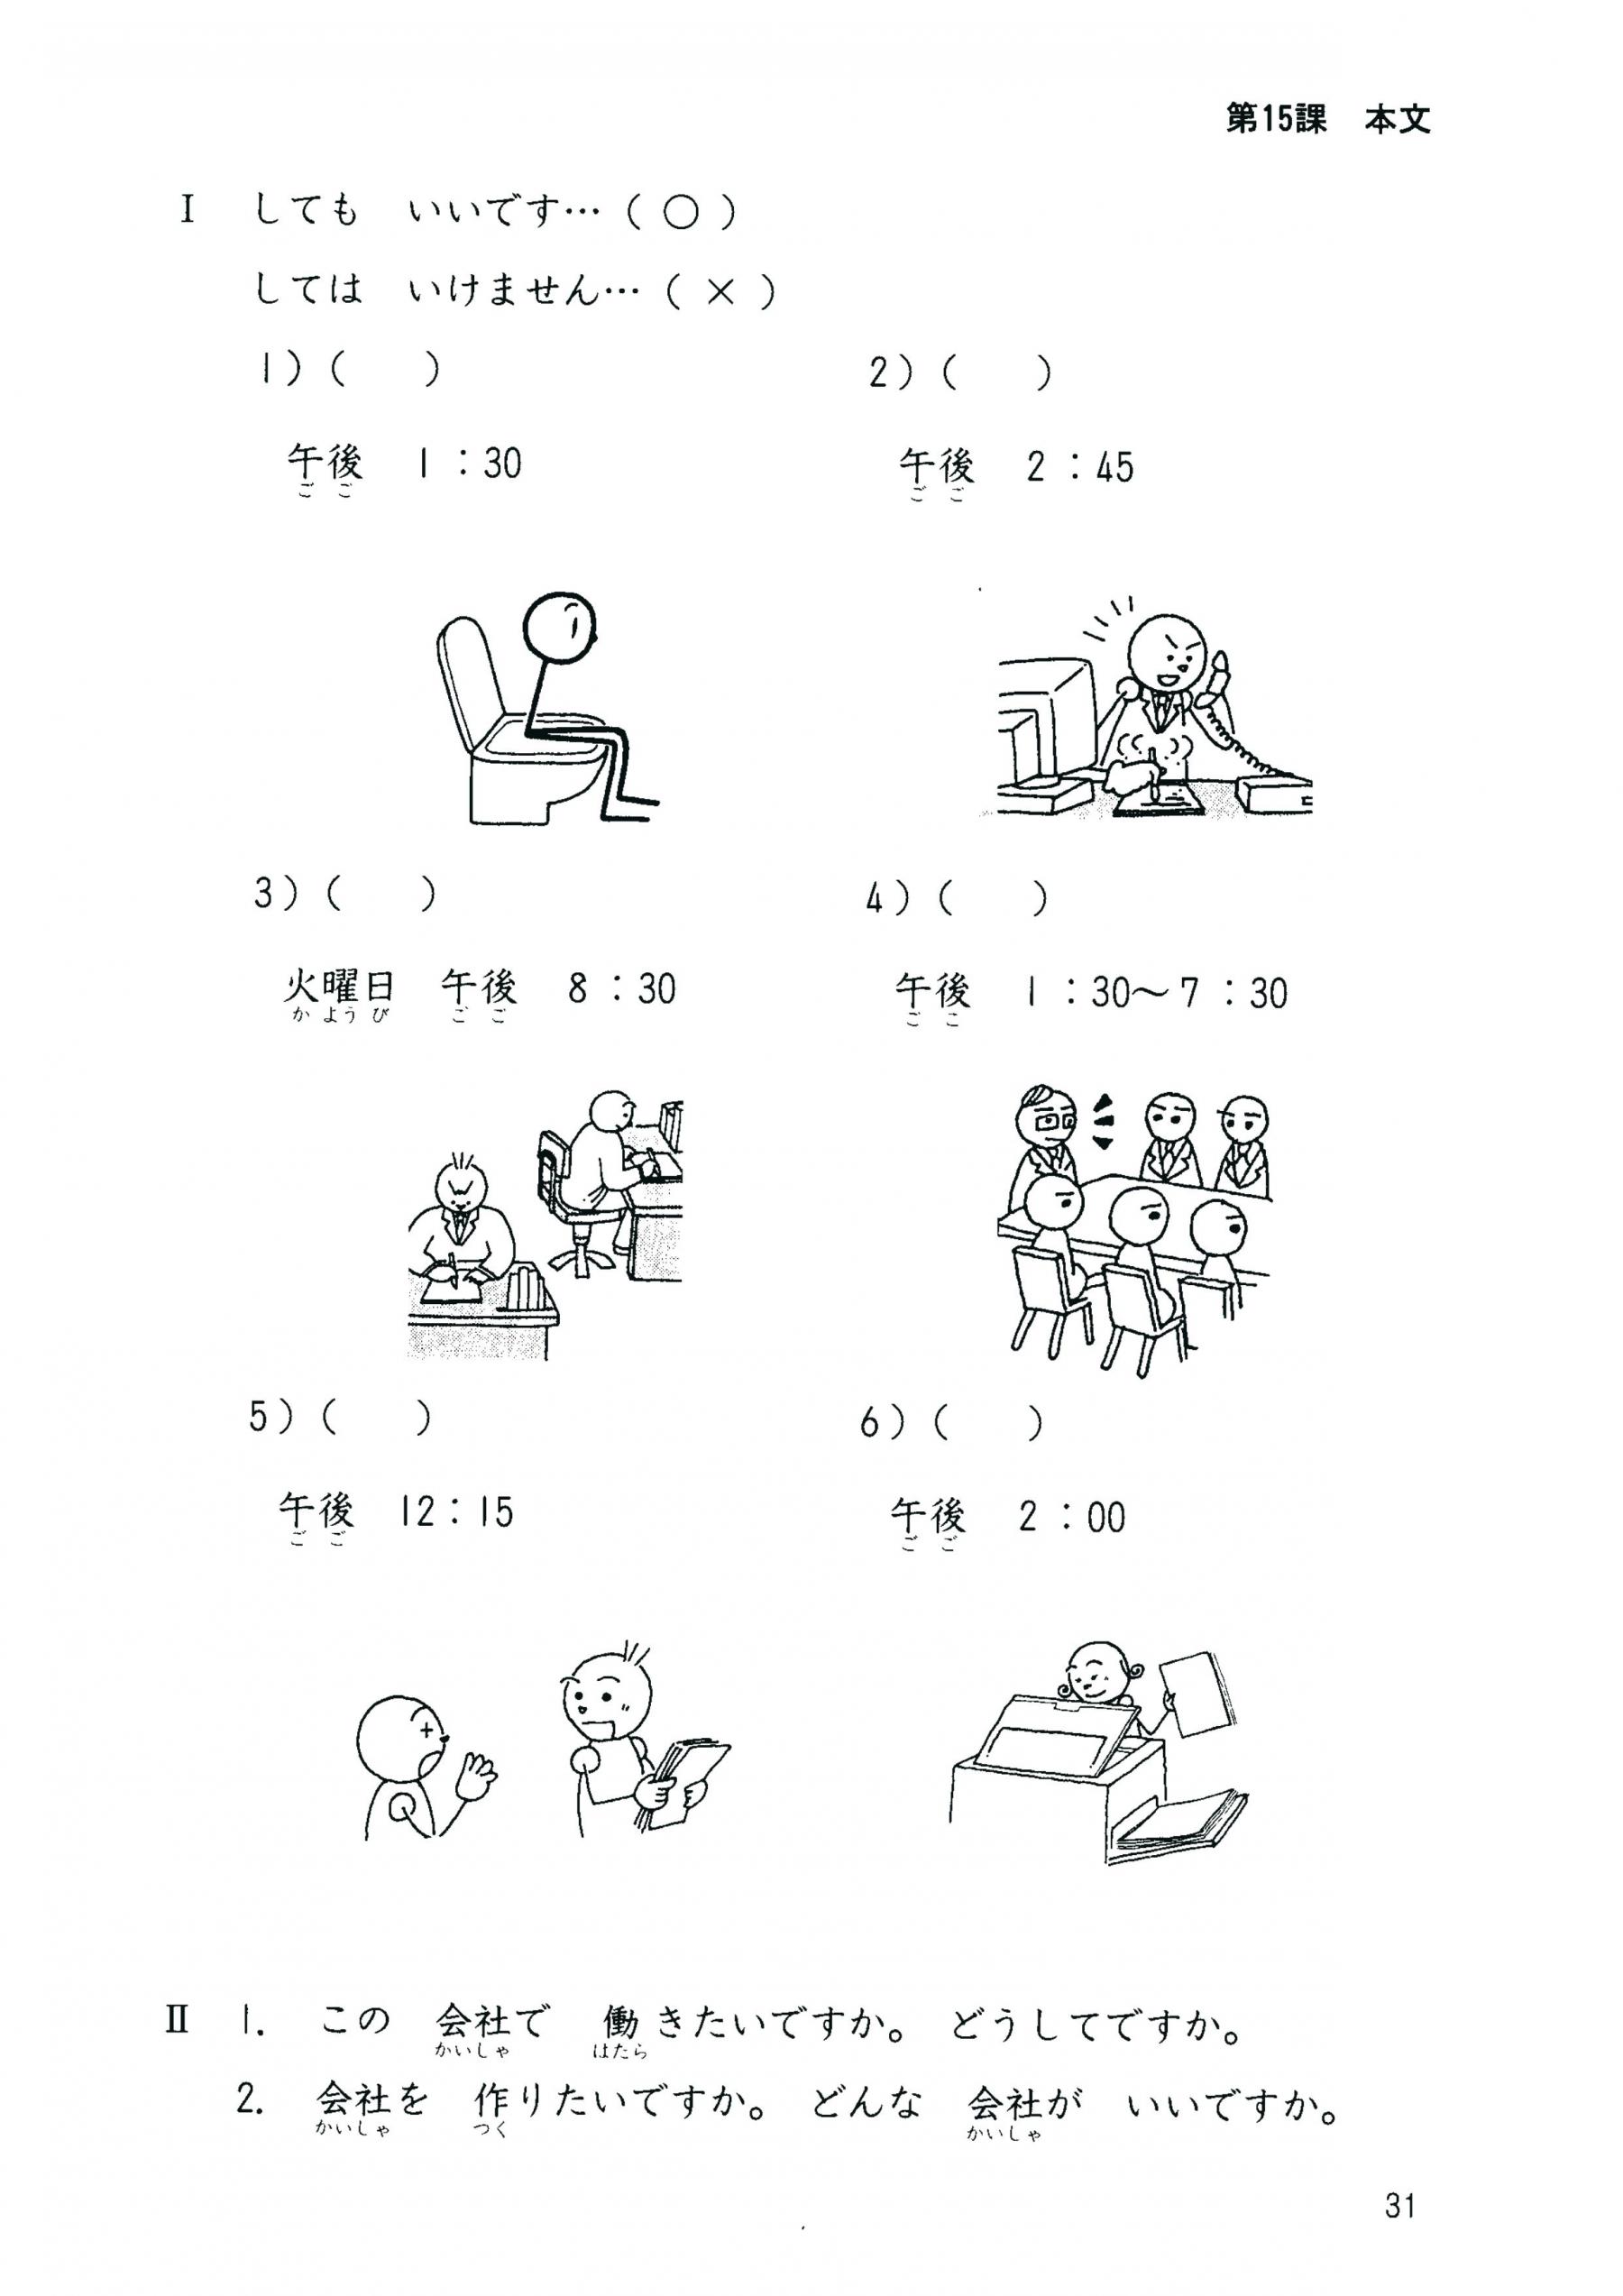 第15課 本文
Ⅰ しても いいです…( ○ )
しては いけません…( × )
1)( )
2)( )
午後 1:30
ごご
午後 2:45
ごご
3)( )
4)( )
火曜日 午後 8:30
かようび ごご
午後 1:30～7:30
ごご
5)( )
6)( )
午後 12:15
ごご
午後 2:00
ごご
Ⅱ 1. この 会社で 働きたいですか。 どうしてですか。
かいしゃ はたら
2. 会社を 作りたいですか。 どんな 会社が いいですか。
かいしゃ つく かいしゃ
31